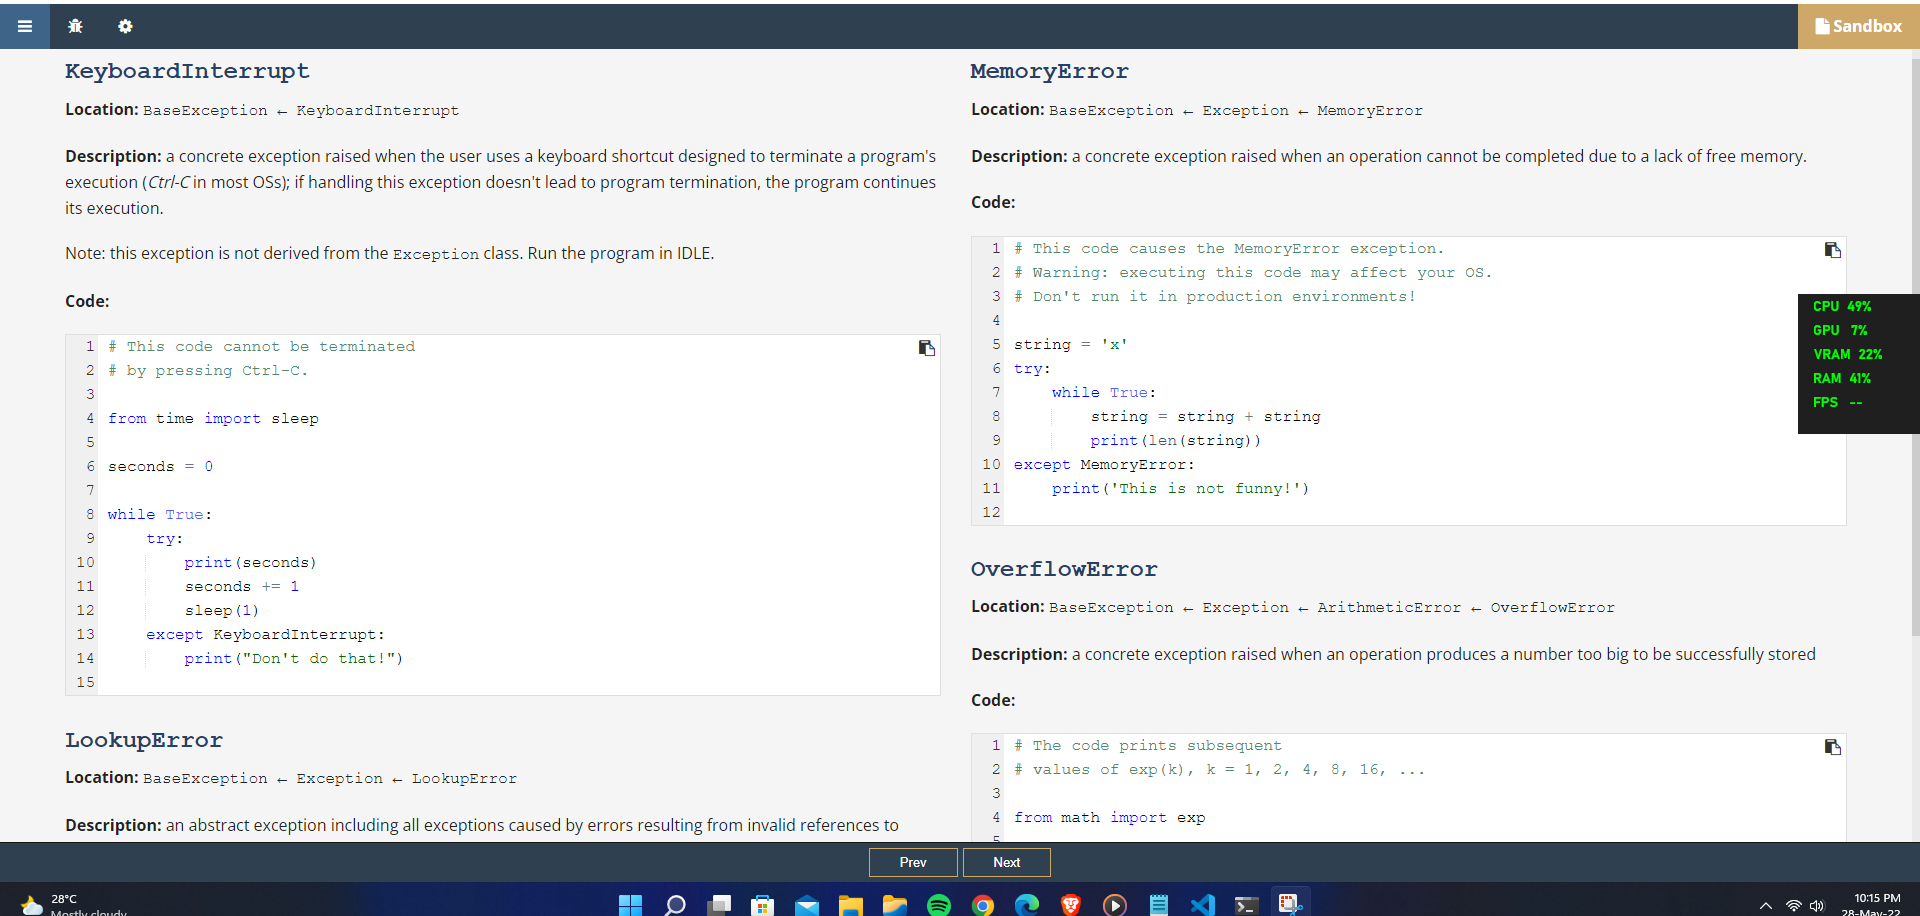 Sandbox
KeyboardInterrupt
Location: BaseException ← KeyboardInterrupt
Description: a concrete exception raised when the user uses a keyboard shortcut designed to terminate a program's
execution (Ctrl-C in most OSs); if handling this exception doesn't lead to program termination, the program continues
its execution.
Note: this exception is not derived from the Exception class. Run the program in IDLE.
Code:
1 # This code cannot be terminated
2 # by pressing Ctrl-C.
3
4 from time import sleep
5
6 seconds = 0
7
8 while True:
9     try:
10         print(seconds)
11         seconds += 1
12         sleep(1)
13     except KeyboardInterrupt:
14         print("Don't do that!")
15
LookupError
Location: BaseException ← Exception ← LookupError
Description: an abstract exception including all exceptions caused by errors resulting from invalid references to
MemoryError
Location: BaseException ← Exception ← MemoryError
Description: a concrete exception raised when an operation cannot be completed due to a lack of free memory.
Code:
1 # This code causes the MemoryError exception.
2 # Warning: executing this code may affect your OS.
3 # Don't run it in production environments!
4
5 string = 'x'
6 try:
7     while True:
8         string = string + string
9         print(len(string))
10 except MemoryError:
11     print('This is not funny!')
12
OverflowError
Location: BaseException ← Exception ← ArithmeticError ← OverflowError
Description: a concrete exception raised when an operation produces a number too big to be successfully stored
Code:
1 # The code prints subsequent
2 # values of exp(k), k = 1, 2, 4, 8, 16, ...
3
4 from math import exp
5
CPU 49%
GPU 7%
VRAM 22%
RAM 41%
FPS --
Prev
Next
28°C
Mostly cloudy
10:15 PM
28-May-22